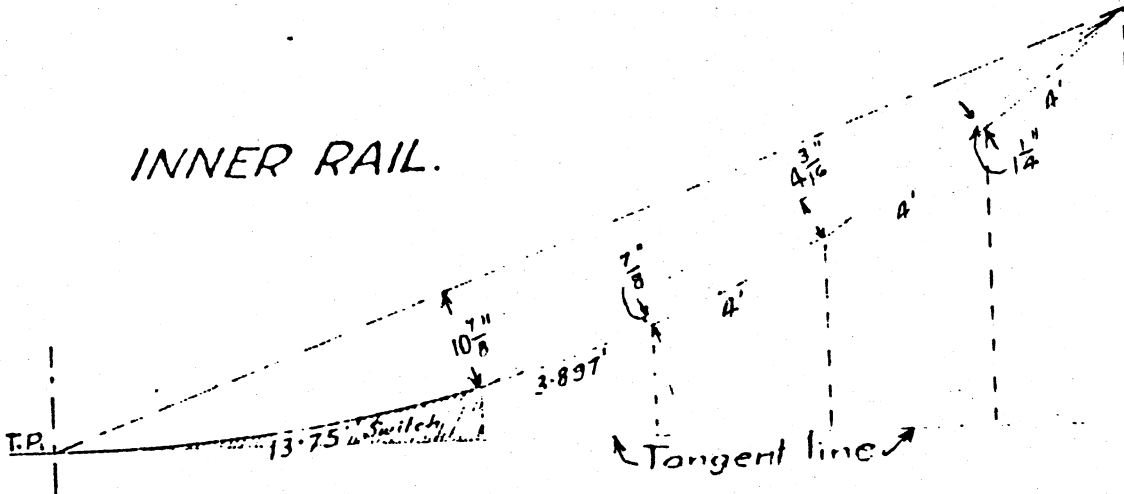 INNER RAIL.
4 3/16"
4'
1 1/4"
4'
7/8"
4'
10 7/8"
3.897'
T.P.
13.75 Switch
Tangent line